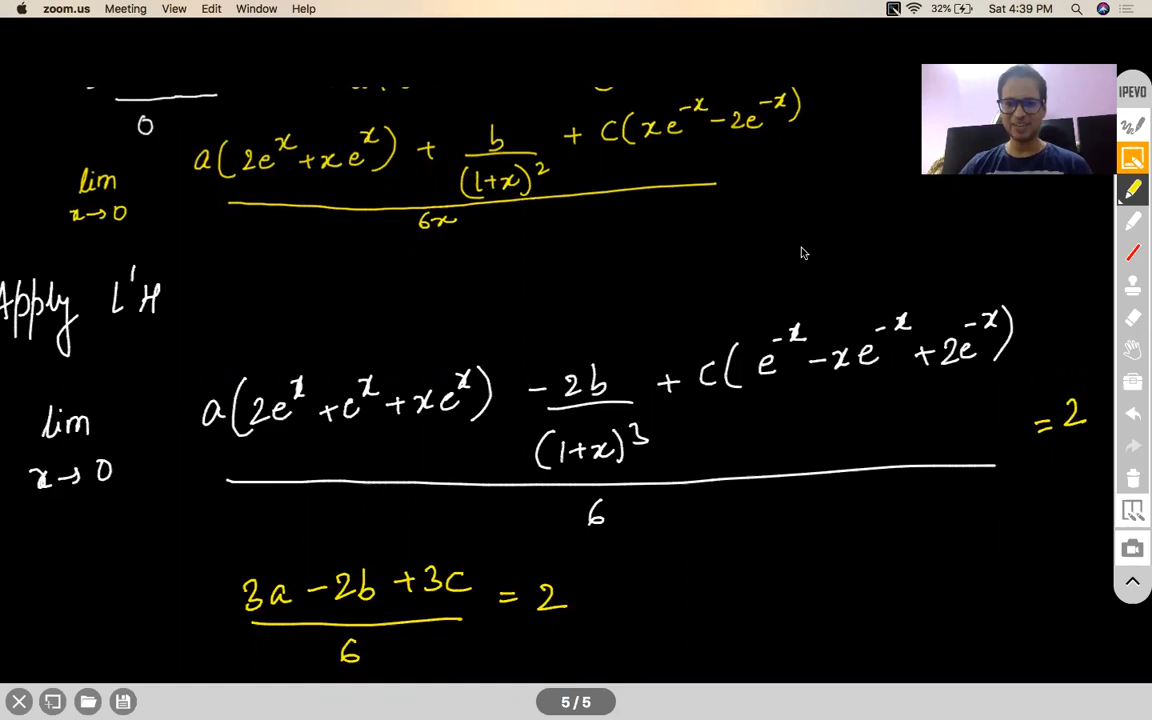 zoom.us Meeting View Edit Window Help 32% Sat 4:39 PM
0
lim x→0 a(2e^x + xe^x) + b/(1+x)^2 + c(xe^-x - 2e^-x)
6x
IPEVO
Apply L'H
lim x→0 a(2e^x + e^x + xe^x) - 2b/(1+x)^3 + c(e^-x - xe^-x + 2e^-x) = 2
6
3a - 2b + 3c = 2
6
5/5